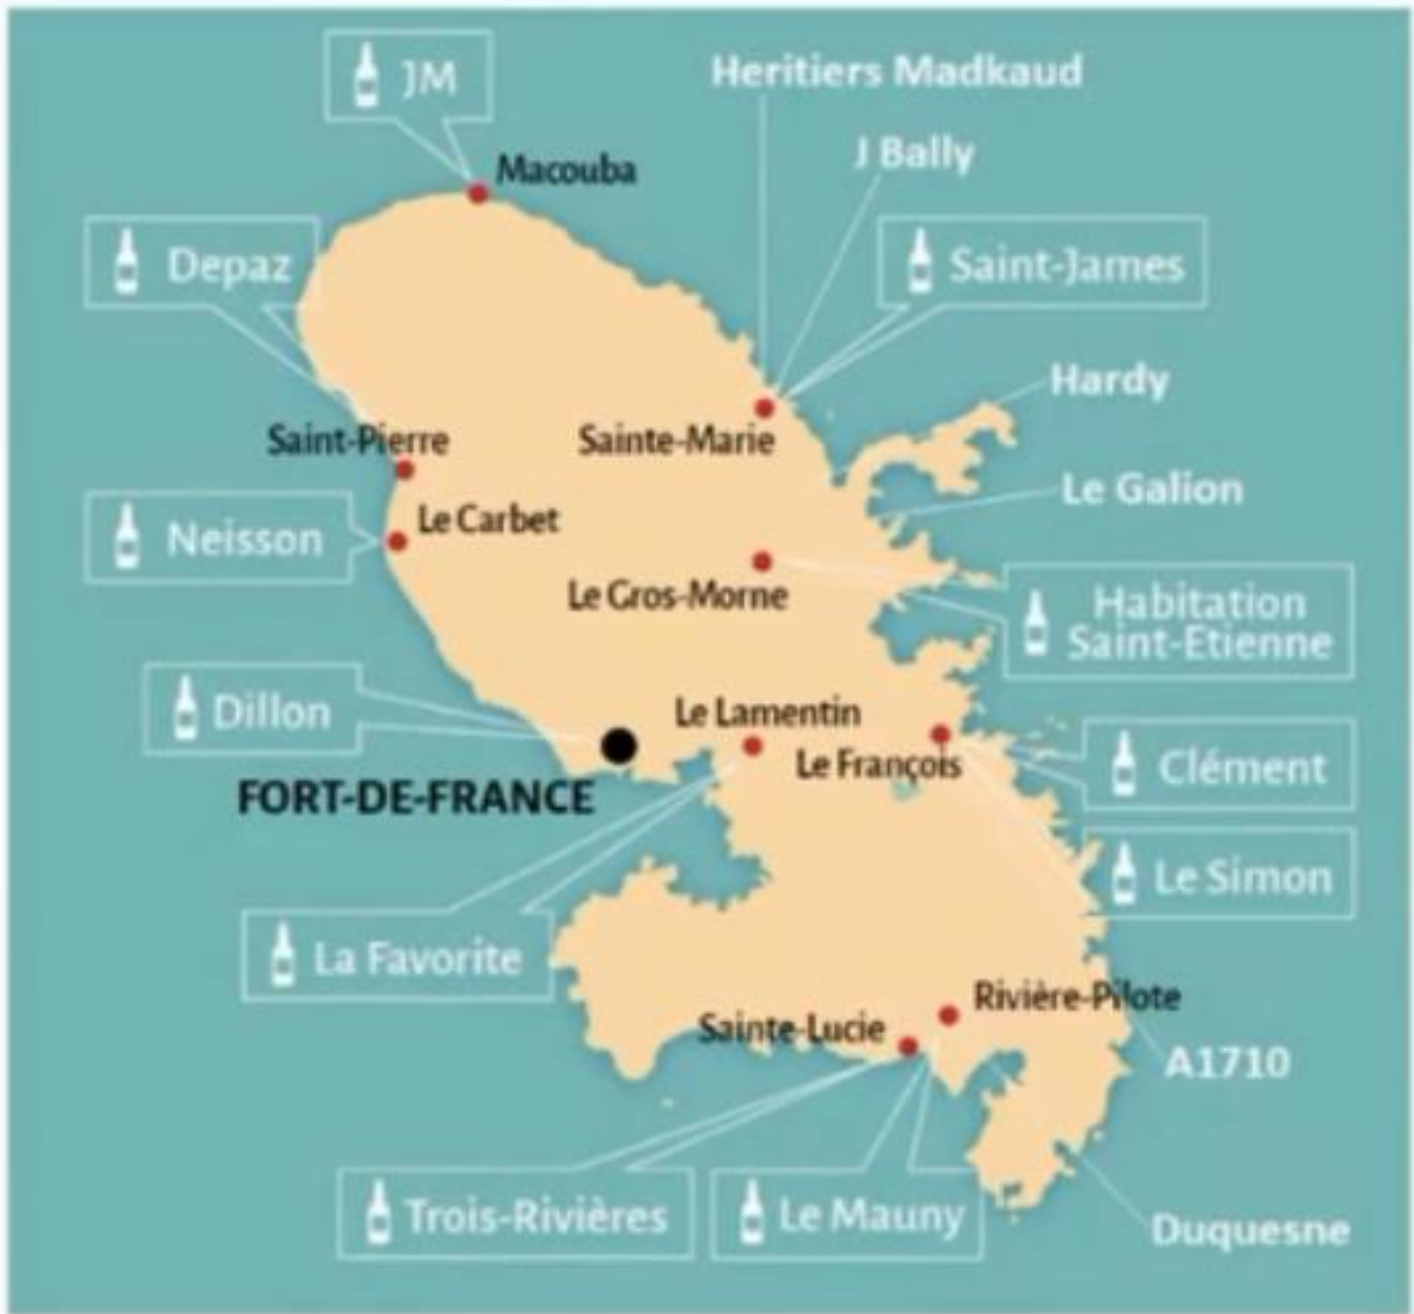 JM
Heritiers Madkaud
J Bally
Macouba
Depaz
Saint-James
Hardy
Saint-Pierre
Sainte-Marie
Le Galion
Neisson
Le Carbet
Le Gros-Morne
Habitation
Saint-Etienne
Dillon
Le Lamentin
Le François
Clément
FORT-DE-FRANCE
Le Simon
La Favorite
Rivière-Pilote
Sainte-Lucie
A1710
Trois-Rivières
Le Mauny
Duquesne